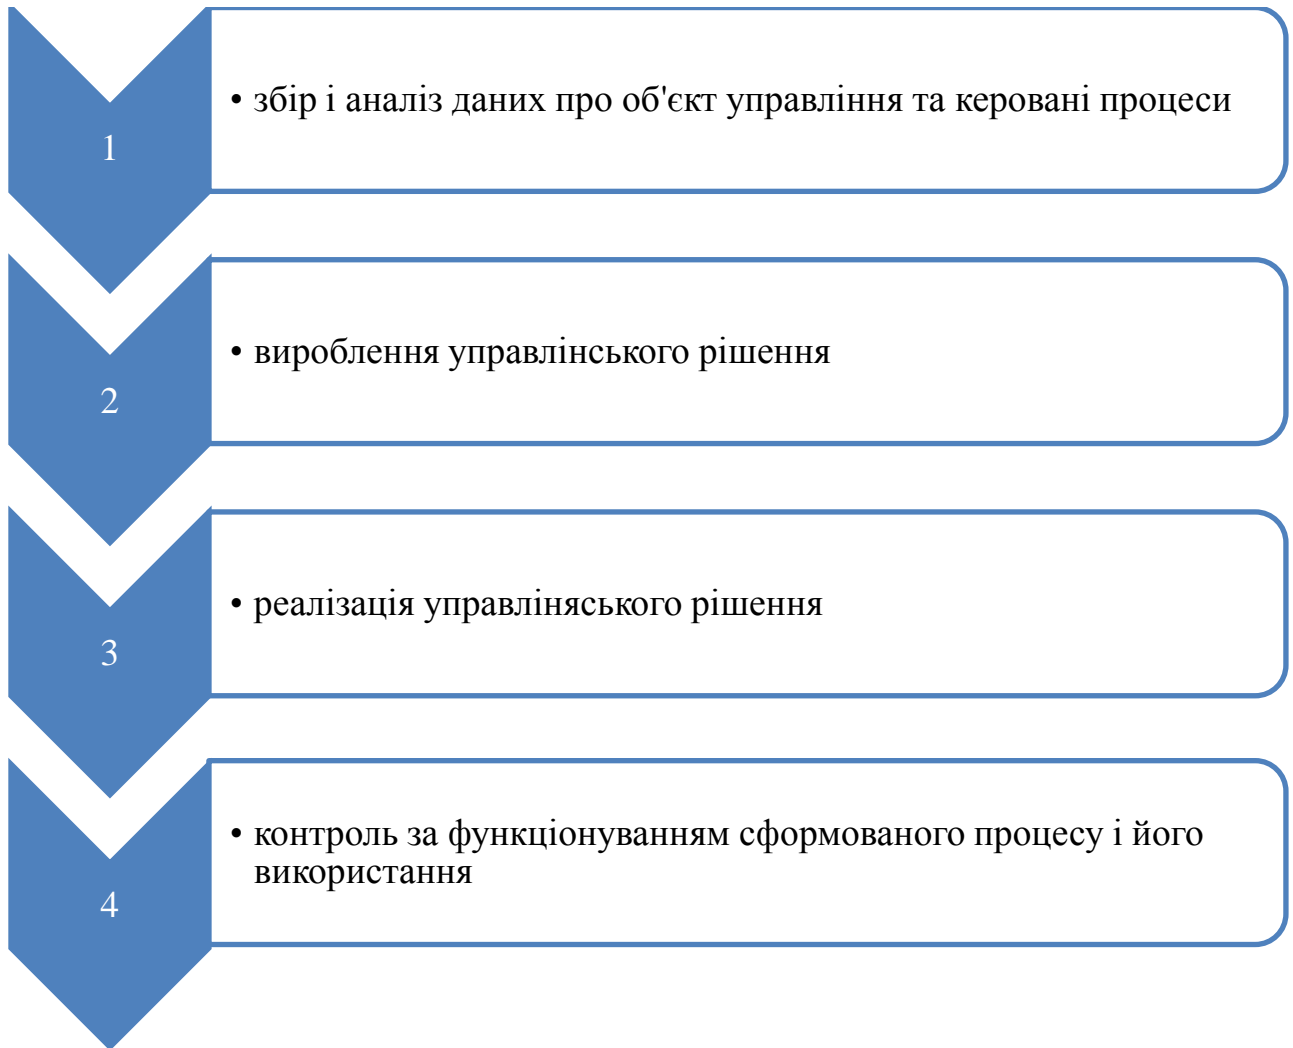 1
• збір і аналіз даних про об'єкт управління та керовані процеси
2
• вироблення управлінського рішення
3
• реалізація управліняського рішення
4
• контроль за функціонуванням сформованого процесу і його
використання